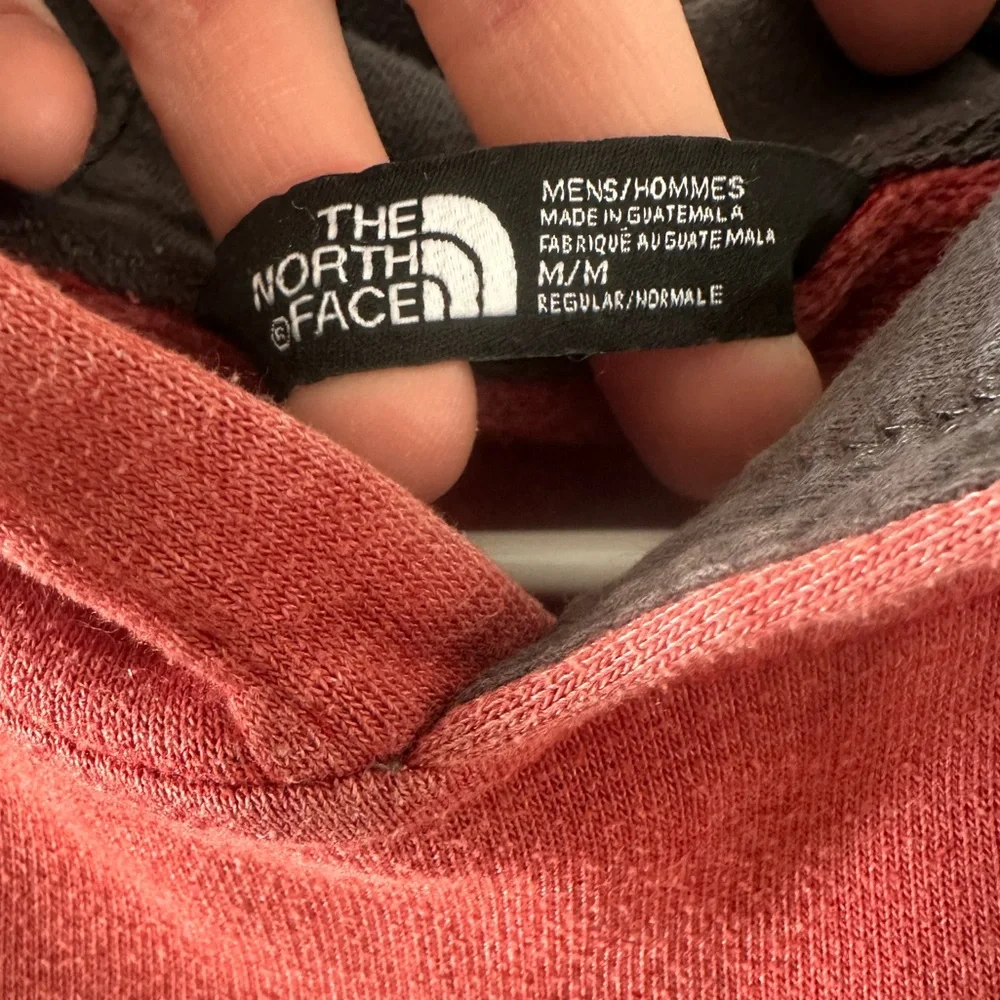 THE
NORTH
®FACE
MENS/HOMMES
MADE IN GUATEMALA
FABRIQUÉ AU GUATEMALA
M/M
REGULAR/NORMALE